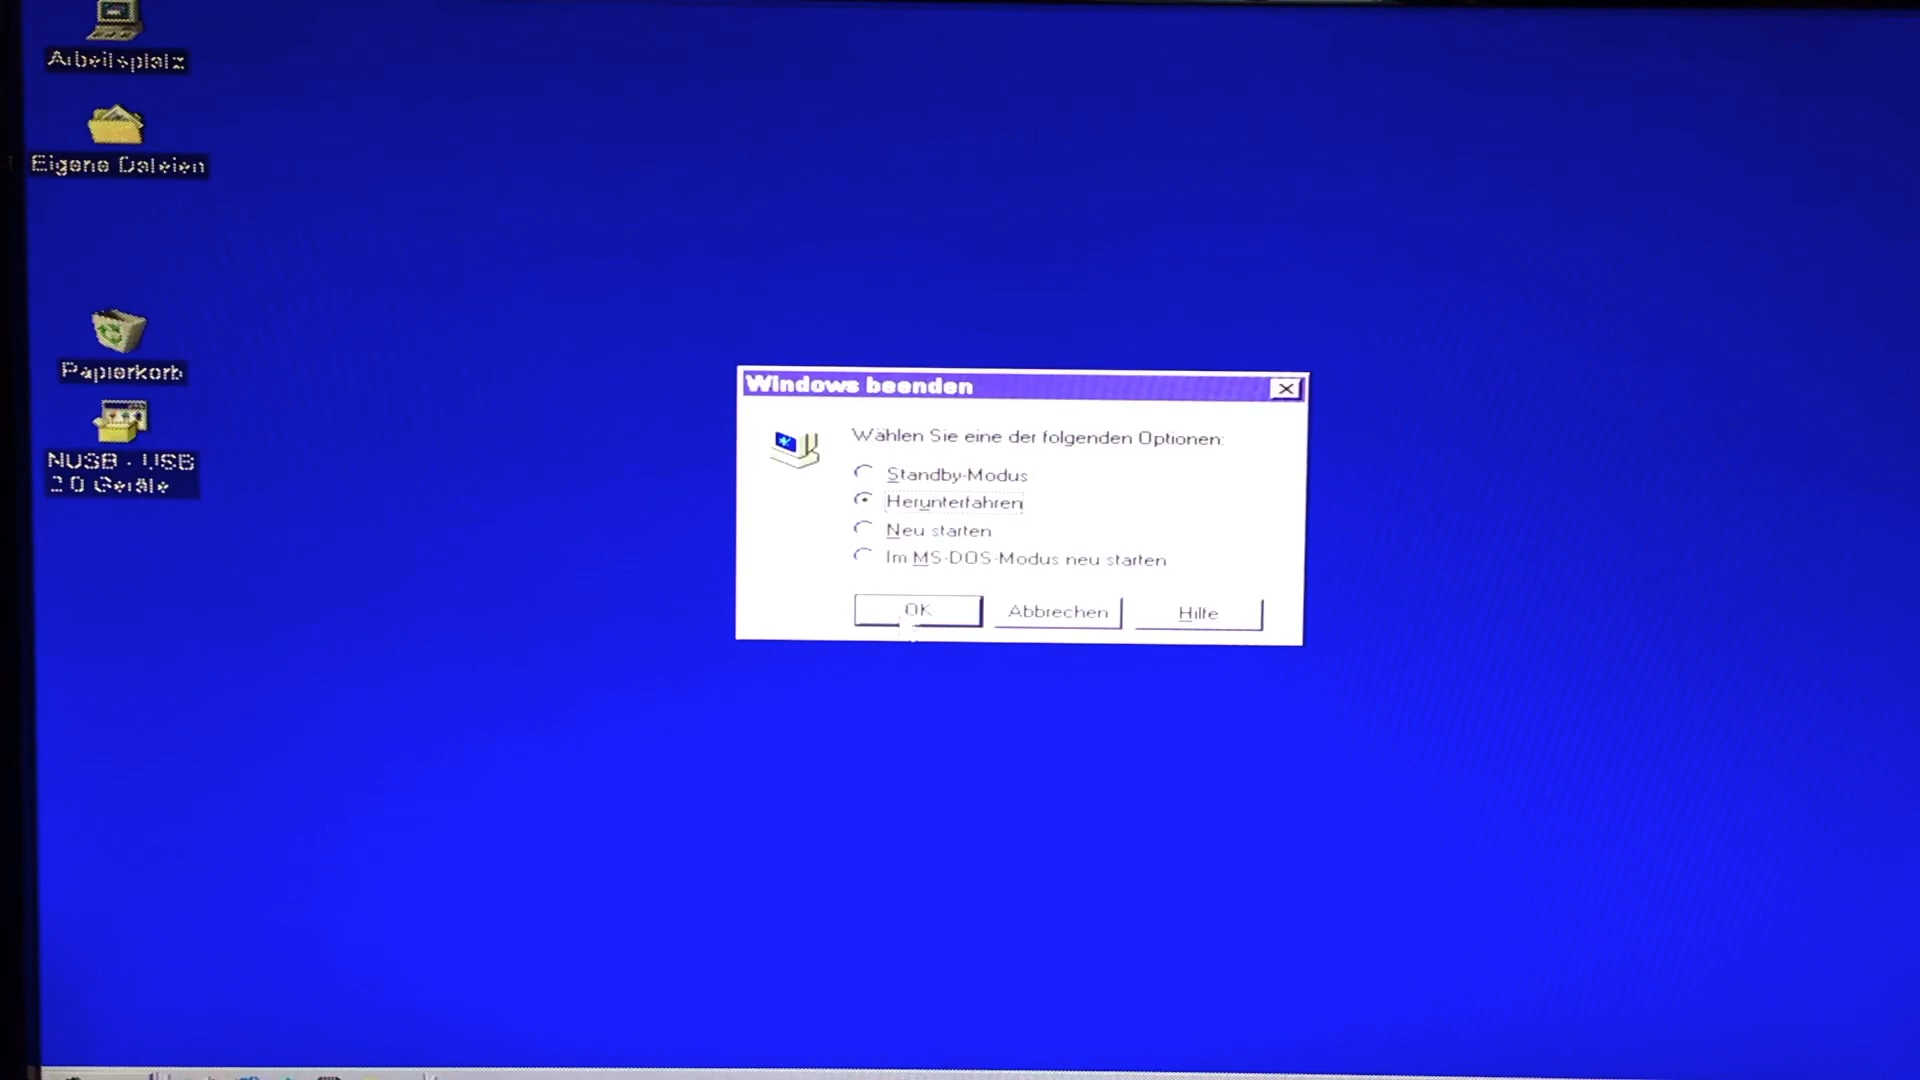 Arbeitsplatz
Eigene Dateien
Papierkorb
NUSB - USB
2.0 Geräte
Windows beenden
Wählen Sie eine der folgenden Optionen:
Standby-Modus
Herunterfahren
Neu starten
Im MS-DOS-Modus neu starten
OK
Abbrechen
Hilfe